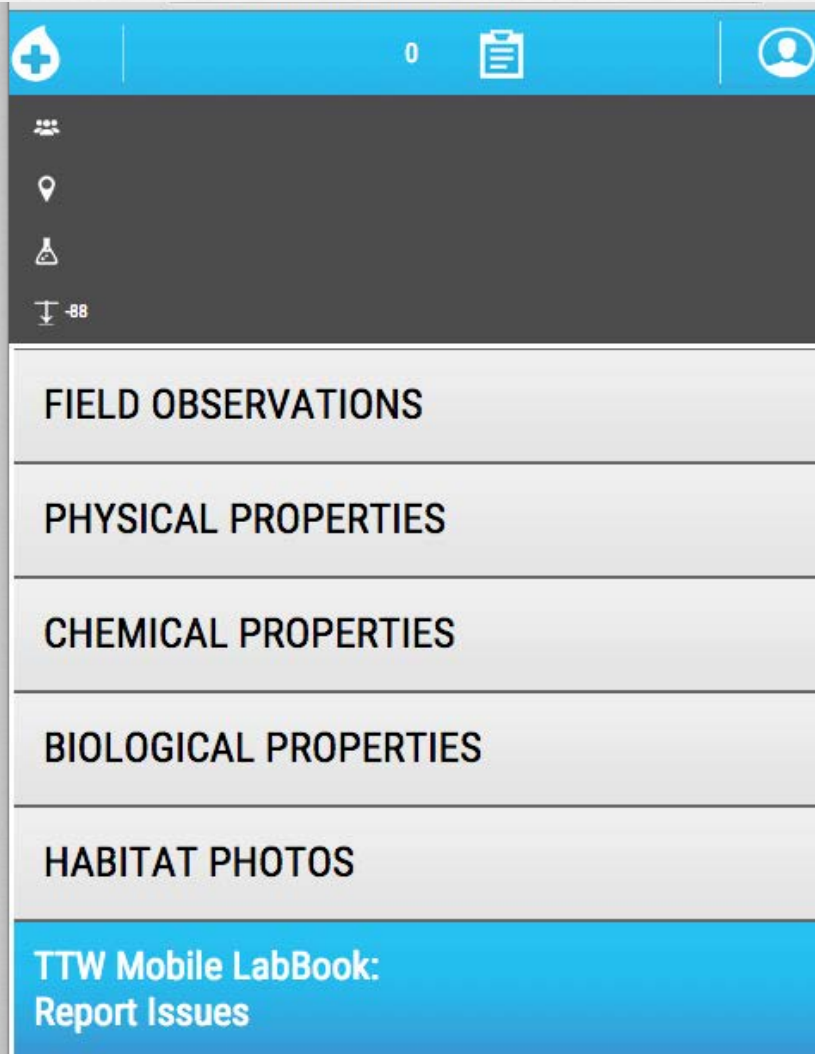 0
-88
FIELD OBSERVATIONS
PHYSICAL PROPERTIES
CHEMICAL PROPERTIES
BIOLOGICAL PROPERTIES
HABITAT PHOTOS
TTW Mobile LabBook:
Report Issues